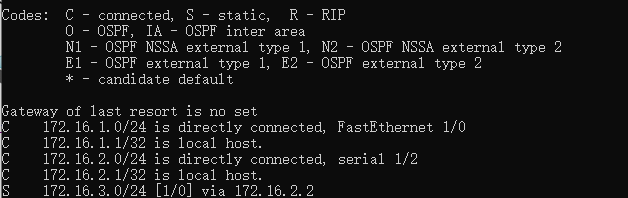 Codes:  C - connected, S - static,  R - RIP
O - OSPF, IA - OSPF inter area
N1 - OSPF NSSA external type 1, N2 - OSPF NSSA external type 2
E1 - OSPF external type 1, E2 - OSPF external type 2
* - candidate default
Gateway of last resort is no set
C    172.16.1.0/24 is directly connected, FastEthernet 1/0
C    172.16.1.1/32 is local host.
C    172.16.2.0/24 is directly connected, serial 1/2
C    172.16.2.1/32 is local host.
S    172.16.3.0/24 [1/0] via 172.16.2.2